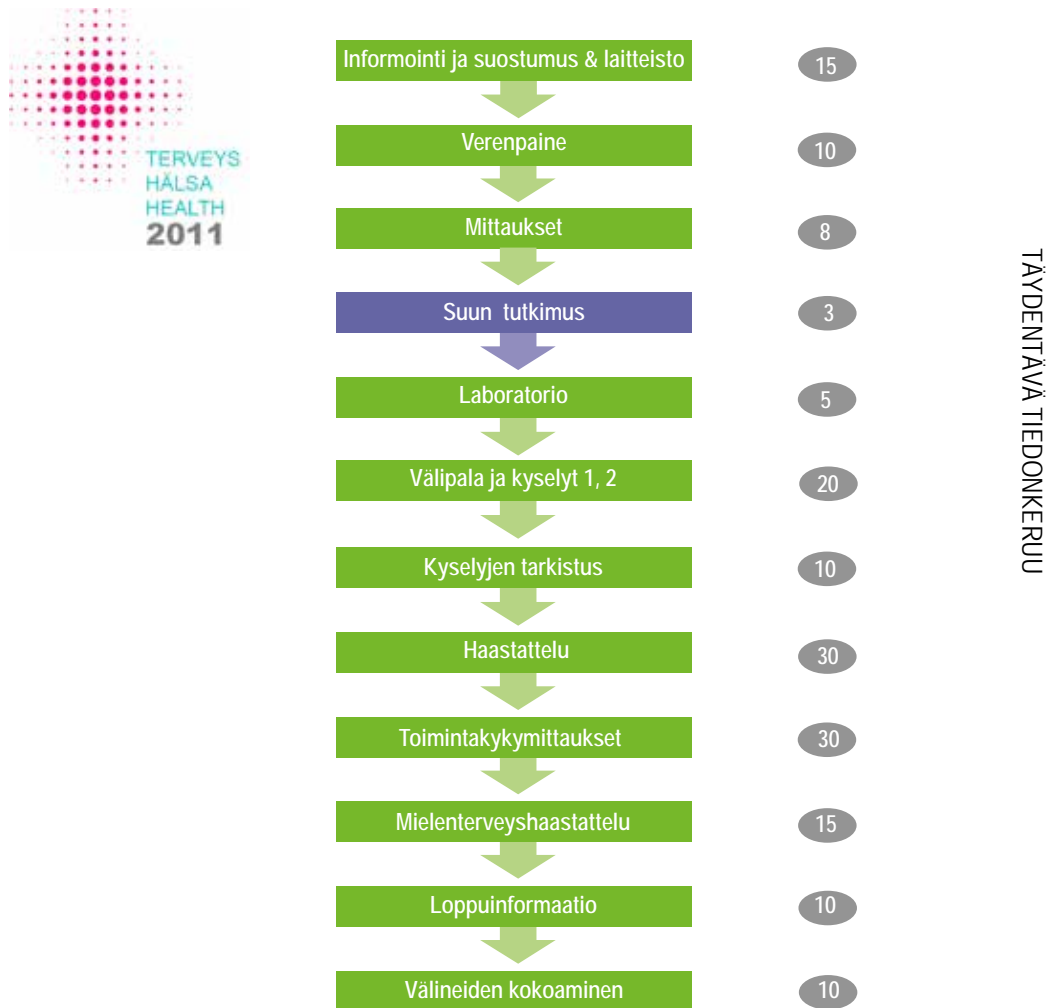 TERVEYS
HÄLSA
HEALTH
2011
Informointi ja suostumus & laitteisto
15
Verenpaine
10
Mittaukset
8
Suun tutkimus
3
Laboratorio
5
Välipala ja kyselyt 1, 2
20
Kyselyjen tarkistus
10
Haastattelu
30
Toimintakykymittaukset
30
Mielenterveyshaastattelu
15
Loppuinformaatio
10
Välineiden kokoaminen
10
TÄYDENTÄVÄ TIEDONKERUU